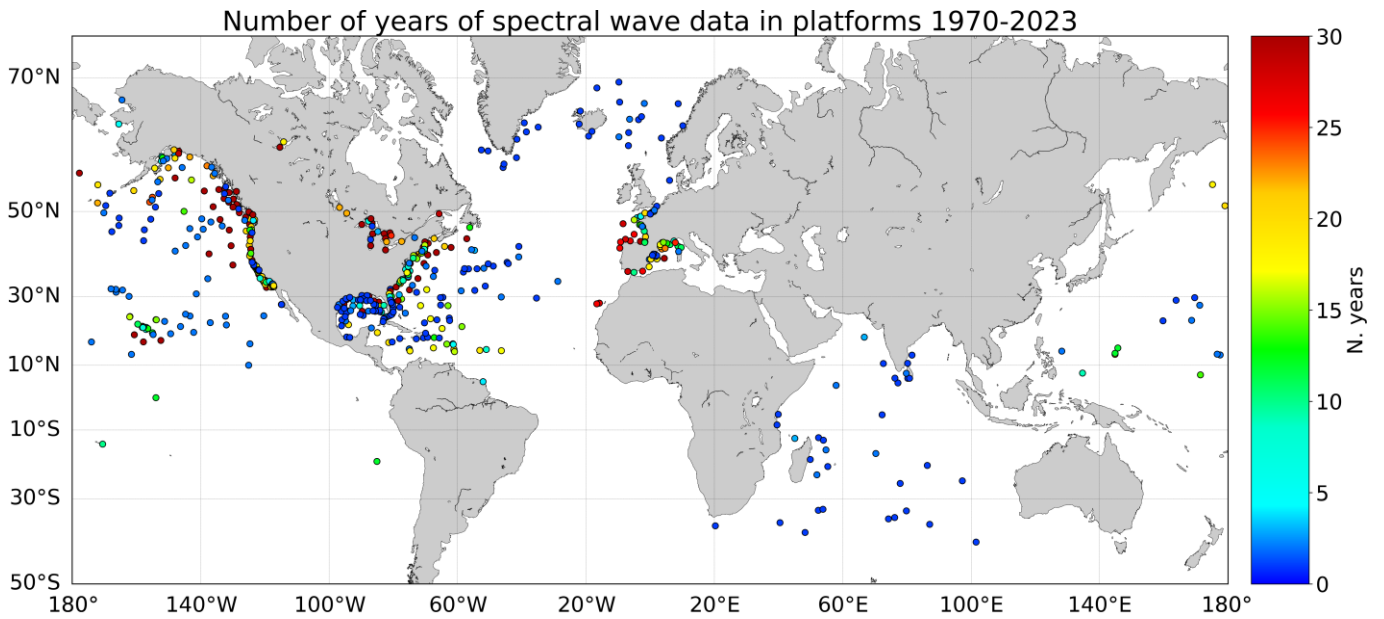 Number of years of spectral wave data in platforms 1970-2023
70°N
50°N
30°N
10°N
10°S
30°S
50°S
180° 140°W 100°W 60°W 20°W 20°E 60°E 100°E 140°E 180°
30
25
20
15
10
5
0
N. years